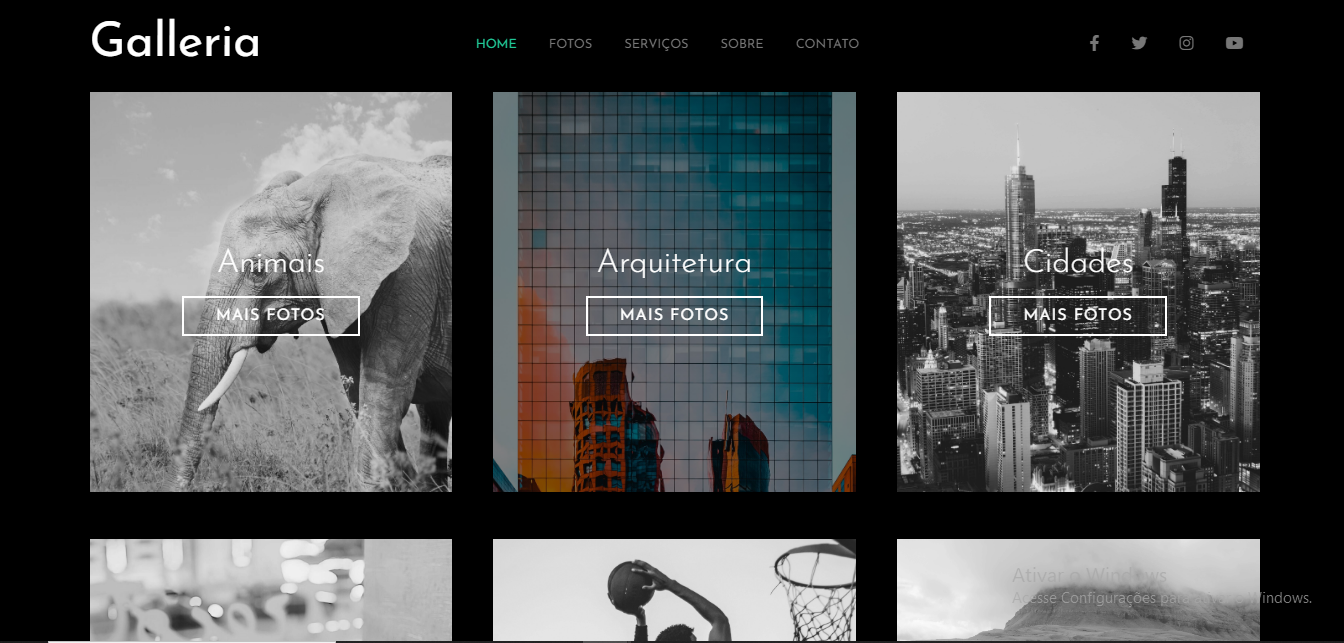 Galleria
HOME FOTOS SERVIÇOS SOBRE CONTATO
Animais
MAIS FOTOS
Arquitetura
MAIS FOTOS
Cidades
MAIS FOTOS
Ativar o Windows
Acesse Configurações para Windows.